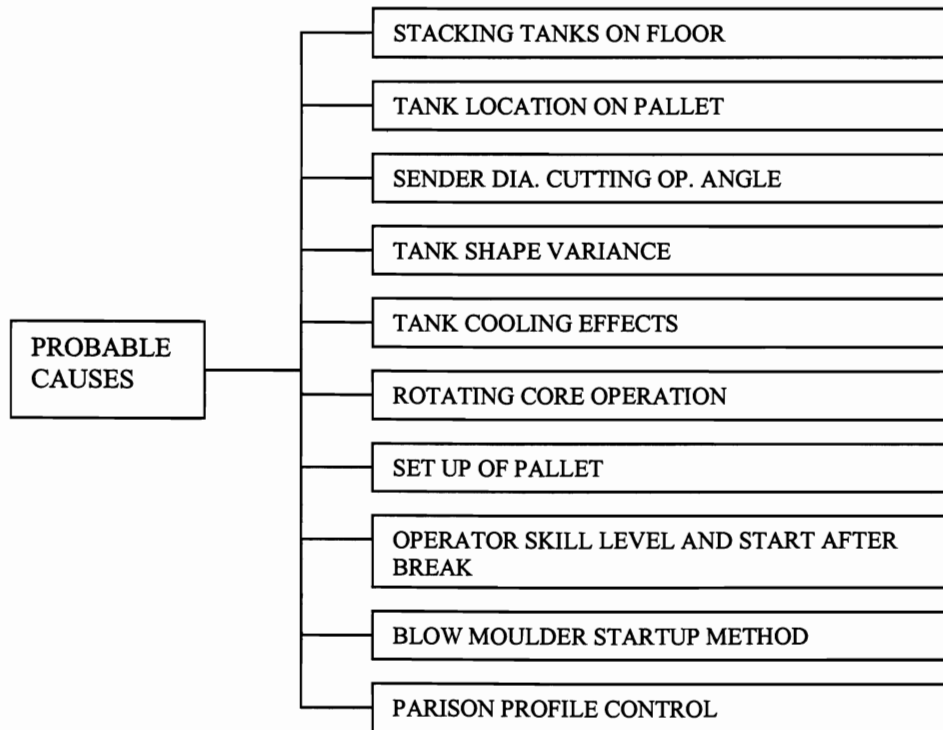 STACKING TANKS ON FLOOR
TANK LOCATION ON PALLET
SENDER DIA. CUTTING OP. ANGLE
TANK SHAPE VARIANCE
TANK COOLING EFFECTS
PROBABLE
CAUSES
ROTATING CORE OPERATION
SET UP OF PALLET
OPERATOR SKILL LEVEL AND START AFTER
BREAK
BLOW MOULDER STARTUP METHOD
PARISON PROFILE CONTROL